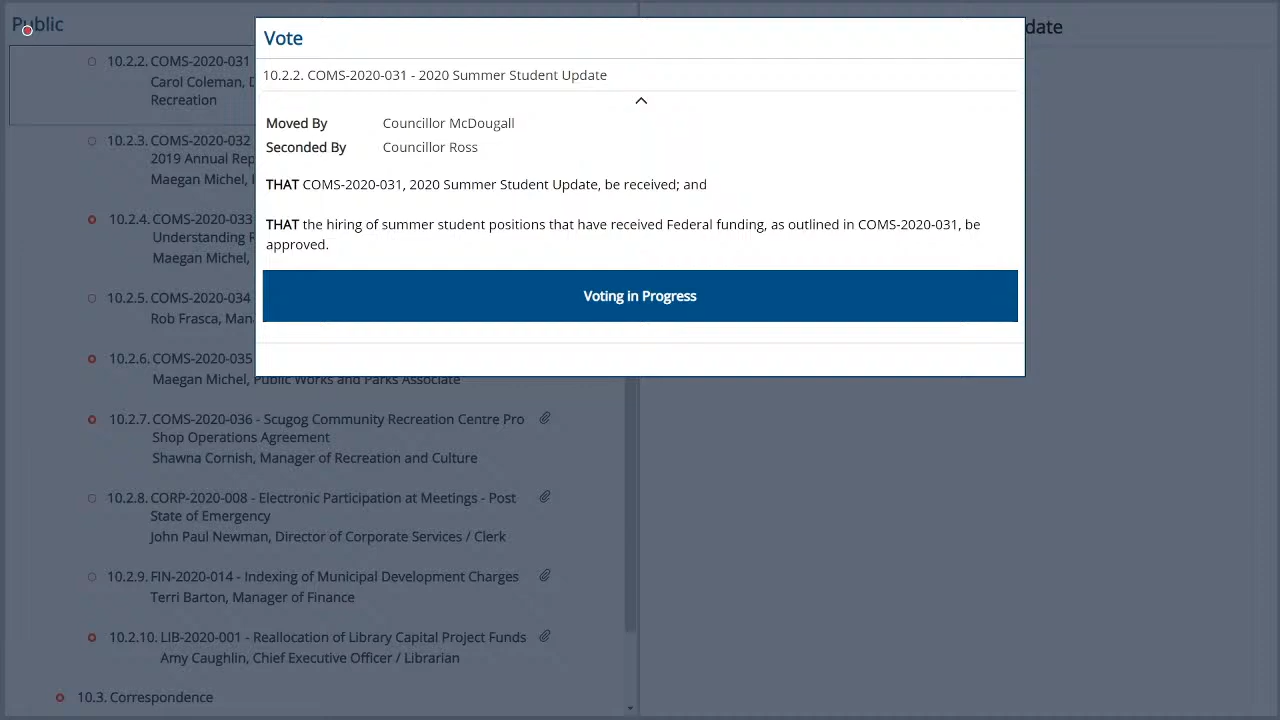 Public
date
Vote
10.2.2. COMS-2020-031 - 2020 Summer Student Update
Moved By Councillor McDougall
Seconded By Councillor Ross
THAT COMS-2020-031, 2020 Summer Student Update, be received; and
THAT the hiring of summer student positions that have received Federal funding, as outlined in COMS-2020-031, be
approved.
Voting in Progress
10.2.2. COMS-2020-031
Carol Coleman,
Recreation
10.2.3. COMS-2020-032
2019 Annual
Maegan Michel,
10.2.4. COMS-2020-033
Understanding
Maegan Michel,
10.2.5. COMS-2020-034
Rob Frasca,
10.2.6. COMS-2020-035
Maegan Michel, Public Works and Parks Associate
10.2.7. COMS-2020-036 - Scugog Community Recreation Centre Pro
Shop Operations Agreement
Shawna Cornish, Manager of Recreation and Culture
10.2.8. CORP-2020-008 - Electronic Participation at Meetings - Post
State of Emergency
John Paul Newman, Director of Corporate Services / Clerk
10.2.9. FIN-2020-014 - Indexing of Municipal Development Charges
Terri Barton, Manager of Finance
10.2.10. LIB-2020-001 - Reallocation of Library Capital Project Funds
Amy Caughlin, Chief Executive Officer / Librarian
10.3. Correspondence